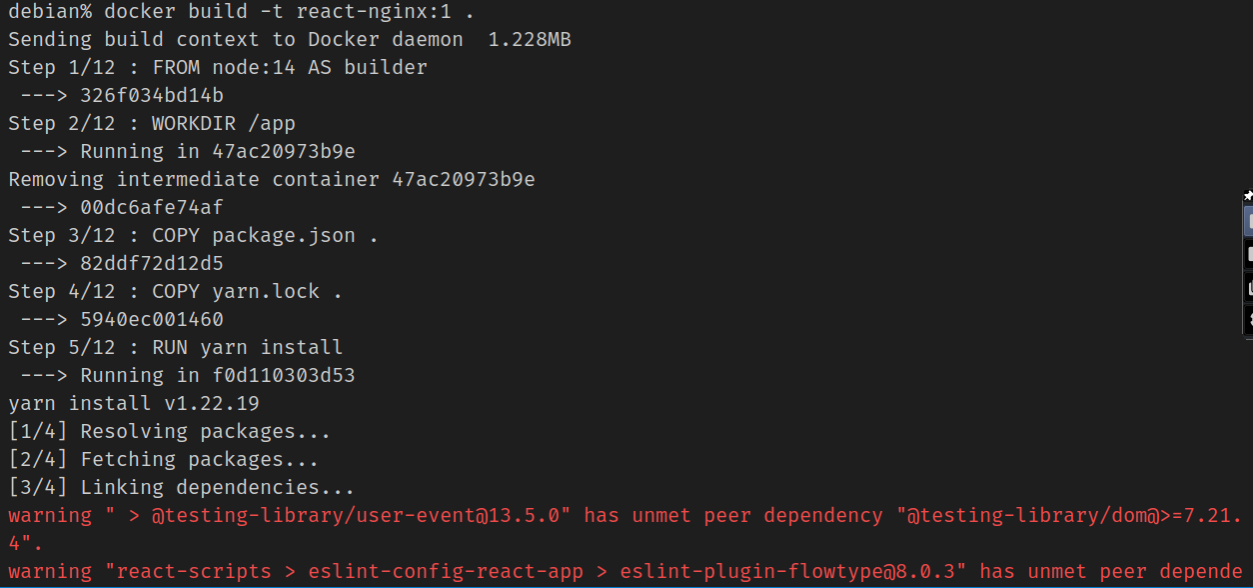 debian% docker build -t react-nginx:1 .
Sending build context to Docker daemon  1.228MB
Step 1/12 : FROM node:14 AS builder
 ---> 326f034bd14b
Step 2/12 : WORKDIR /app
 ---> Running in 47ac20973b9e
Removing intermediate container 47ac20973b9e
 ---> 00dc6afe74af
Step 3/12 : COPY package.json .
 ---> 82ddf72d12d5
Step 4/12 : COPY yarn.lock .
 ---> 5940ec001460
Step 5/12 : RUN yarn install
 ---> Running in f0d110303d53
yarn install v1.22.19
[1/4] Resolving packages...
[2/4] Fetching packages...
[3/4] Linking dependencies...
warning " > @testing-library/user-event@13.5.0" has unmet peer dependency "@testing-library/dom@>=7.21.
4".
warning "react-scripts > eslint-config-react-app > eslint-plugin-flowtype@8.0.3" has unmet peer depende